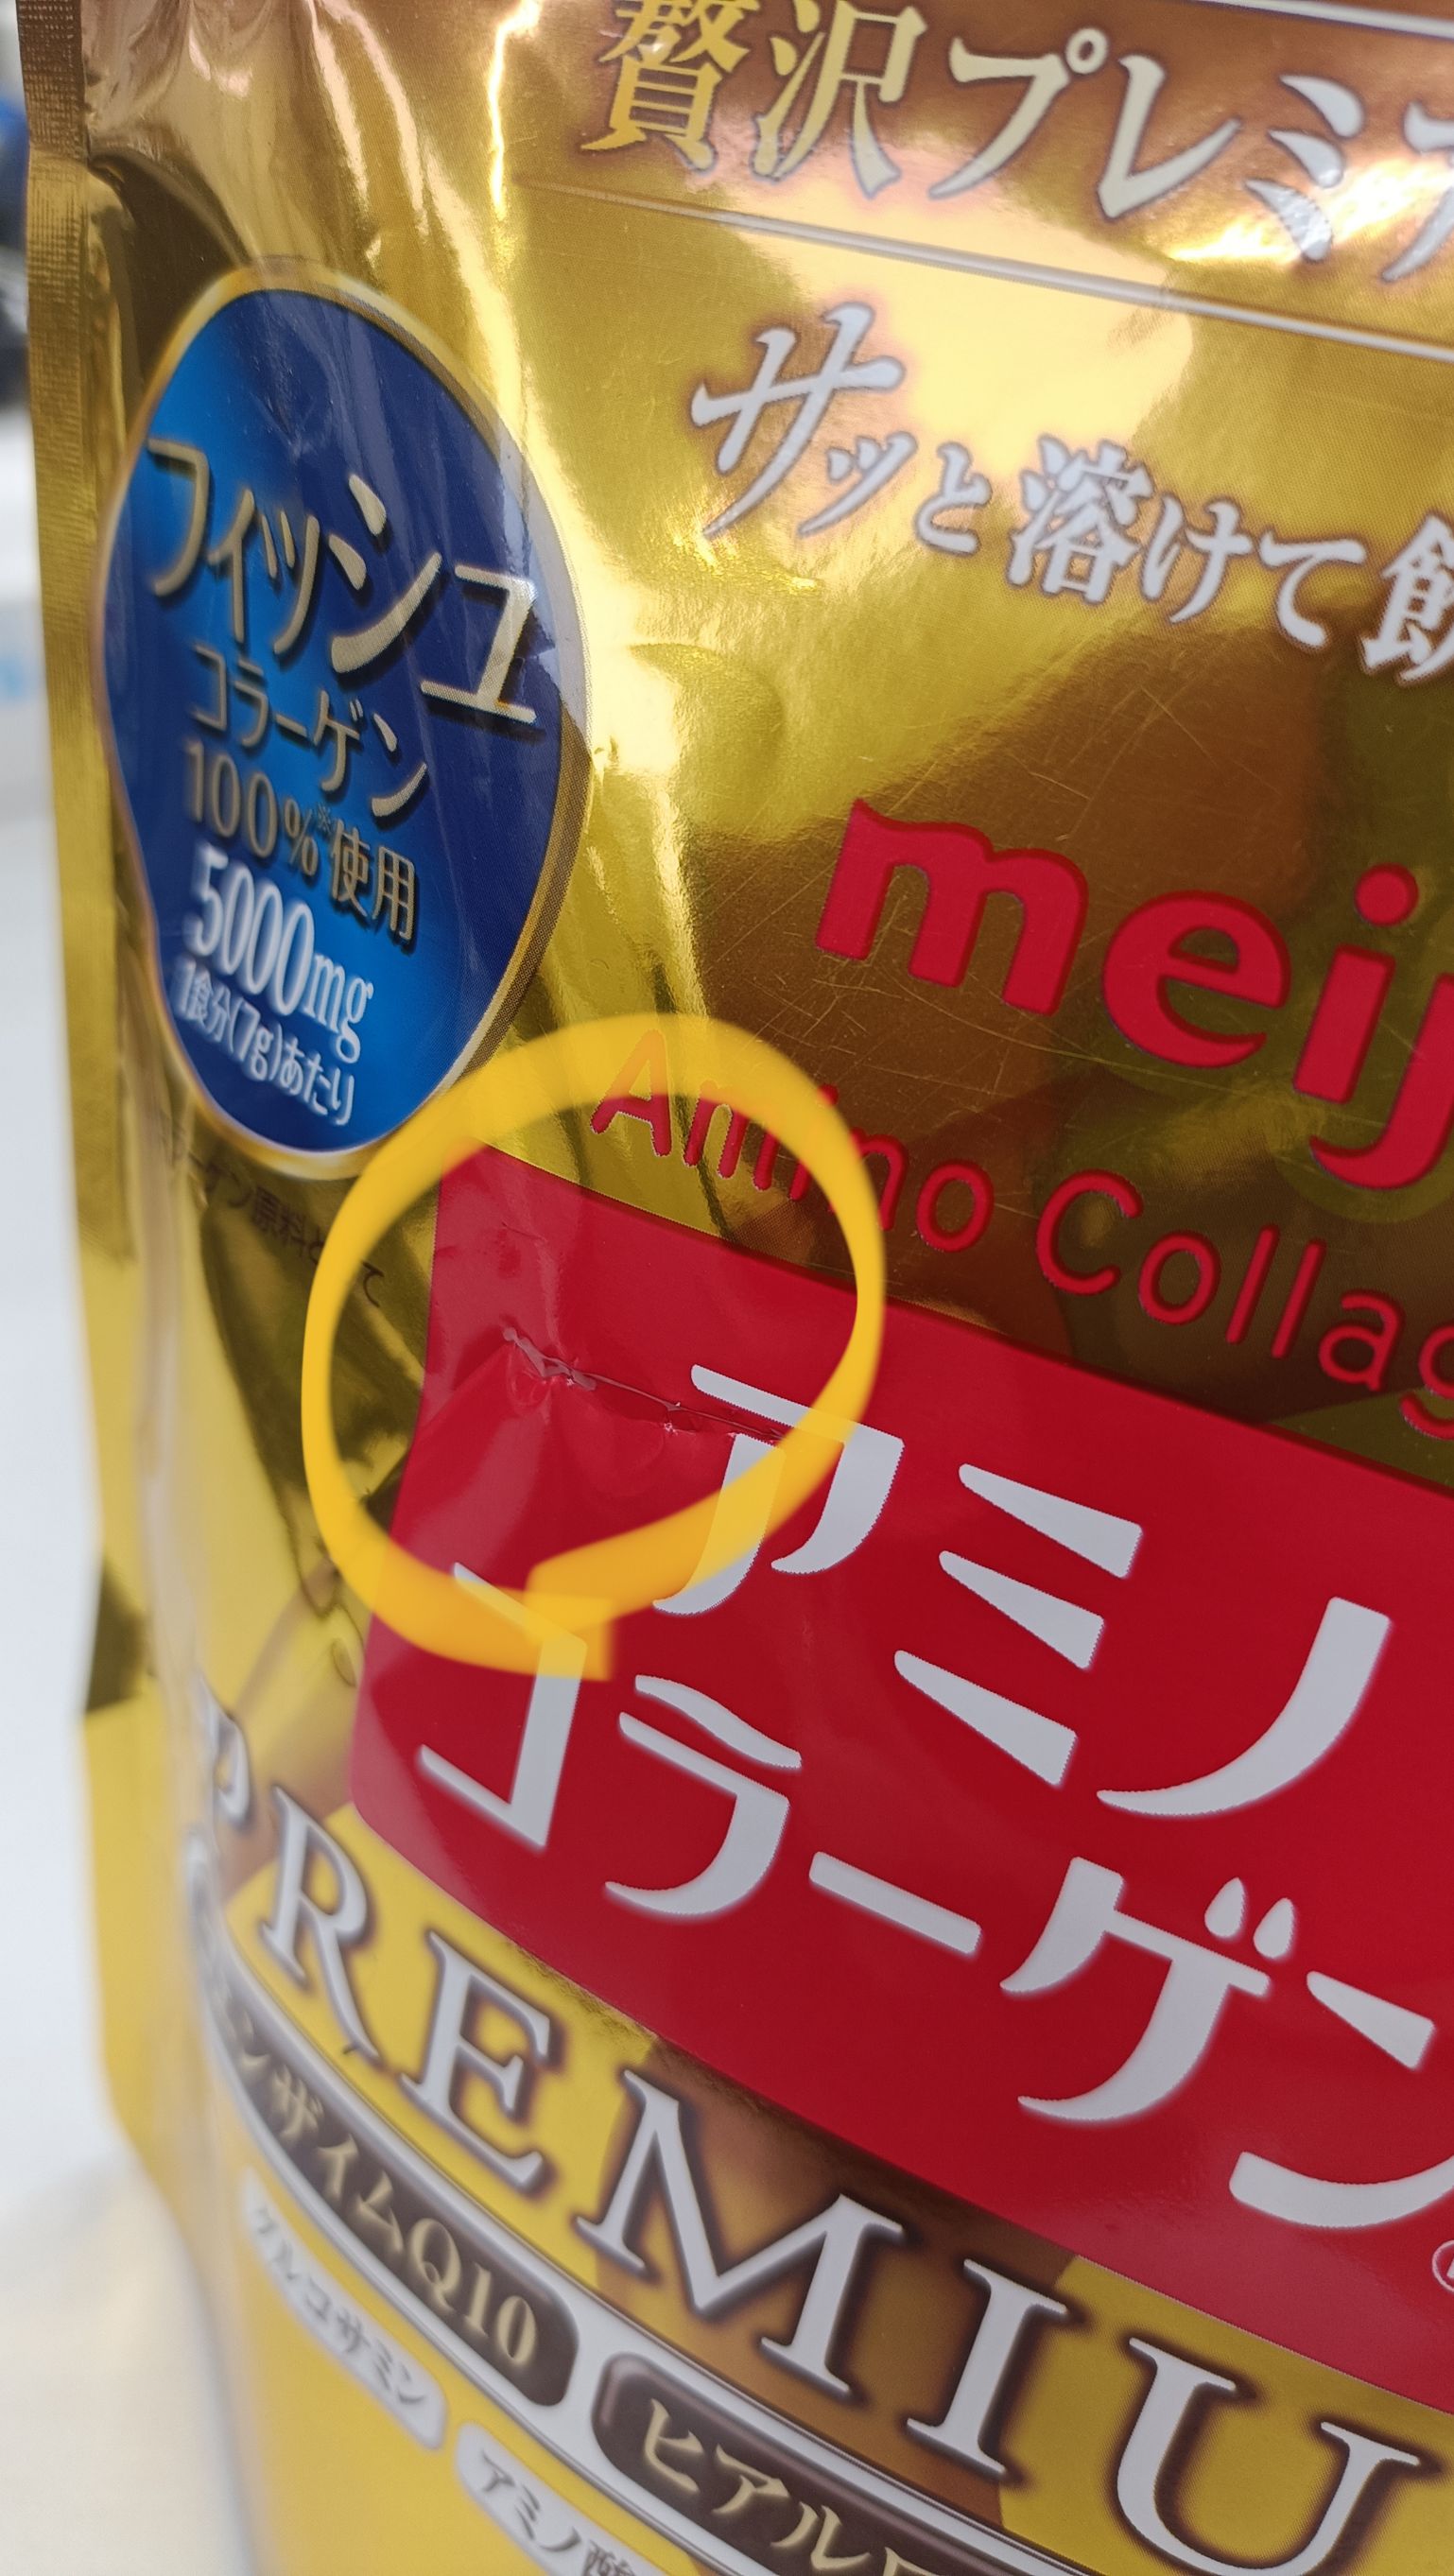 贅沢プレミア
サッと溶けて飲
フィッシュ
コラーゲン
100%※使用
5000mg
1食分(7g)あたり
meij
Amino Collag
アミノ
コラーゲン
PREMIU
ンザイムQ10
ヒアル
グルコサミン
アミノ酸